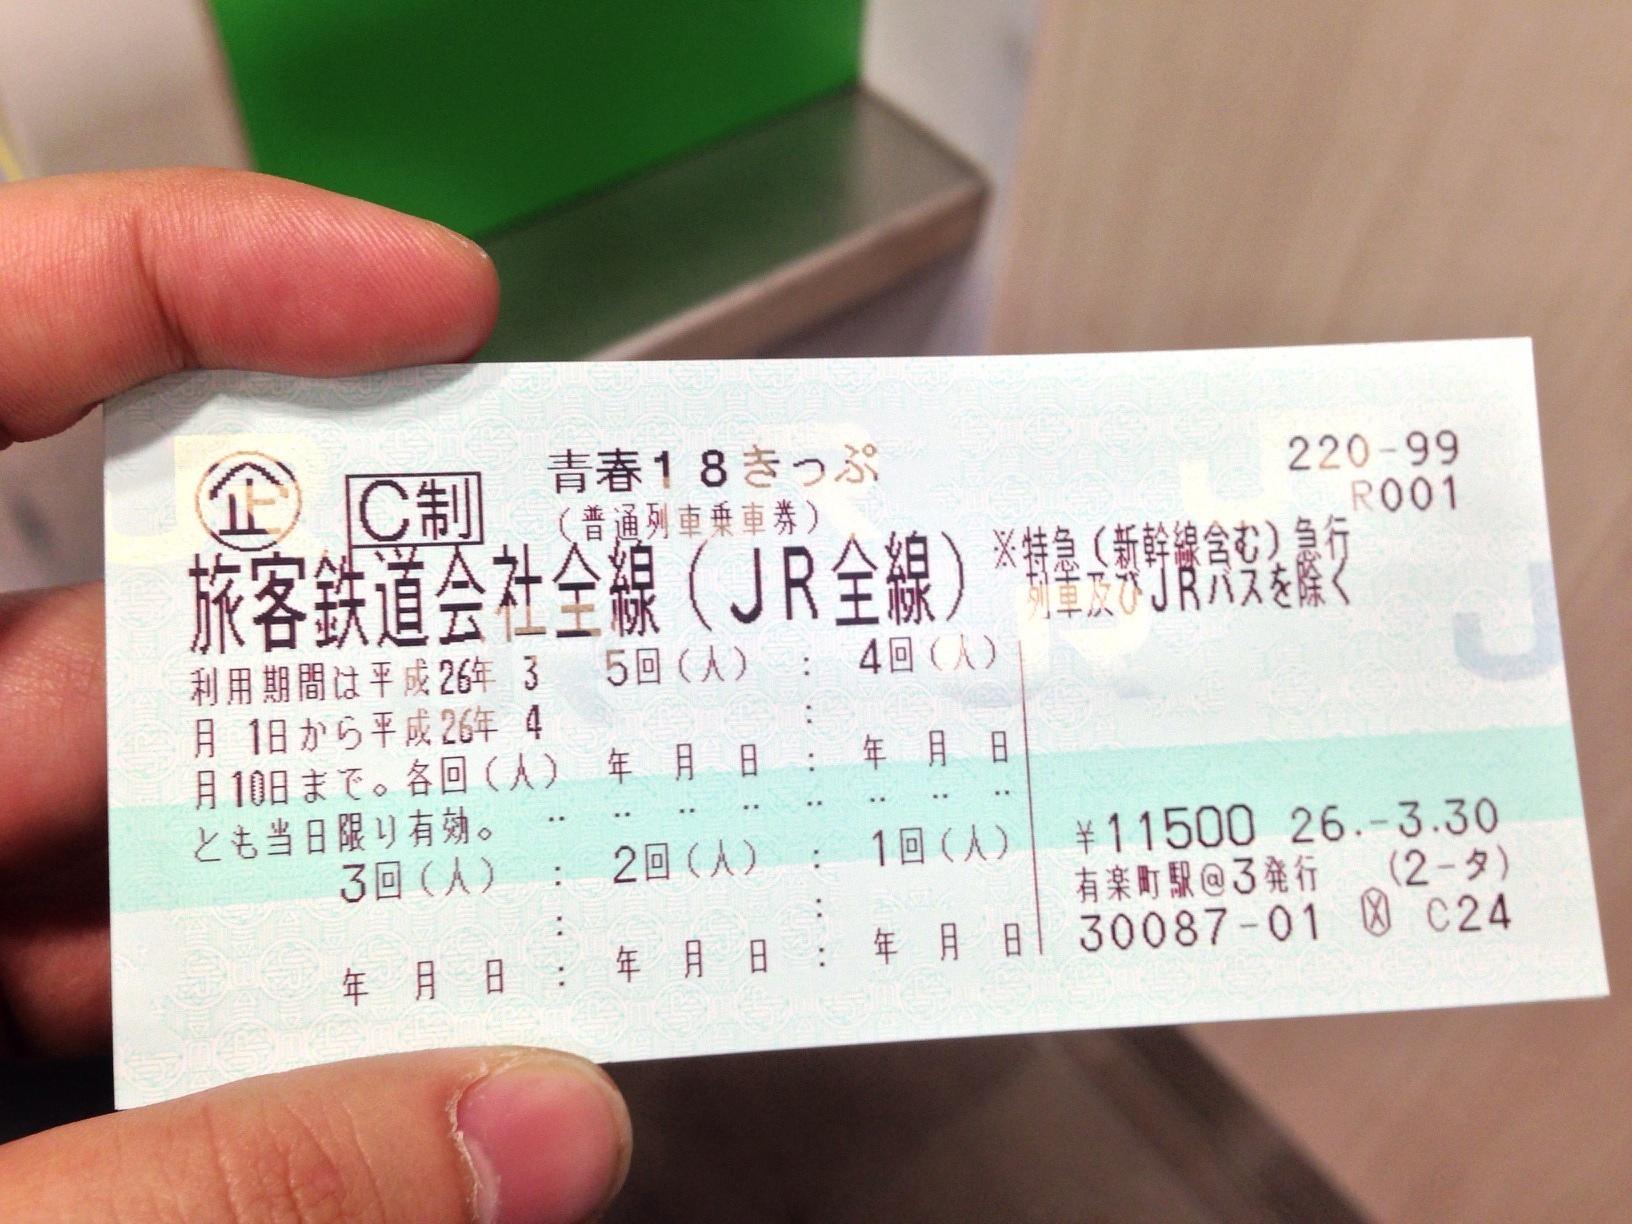 企 C制 青春18きっぷ 220-99
(普通列車乗車券) R001
旅客鉄道会社全線(JR全線) ※特急(新幹線含む)急行
列車及びJRバスを除く
利用期間は平成26年 3
月 1日から平成26年 4
月10日まで。各回(人)
とも当日限り有効。
5回(人) : 4回(人)
:
年 月 日 : 年 月 日
‥ ‥ ‥ ‥ ‥ ‥ ‥ ‥
3回(人) : 2回(人) : 1回(人)
: :
年 月 日 : 年 月 日 : 年 月 日
¥11500 26.-3.30
有楽町駅@3発行 (2-タ)
30087-01 C24